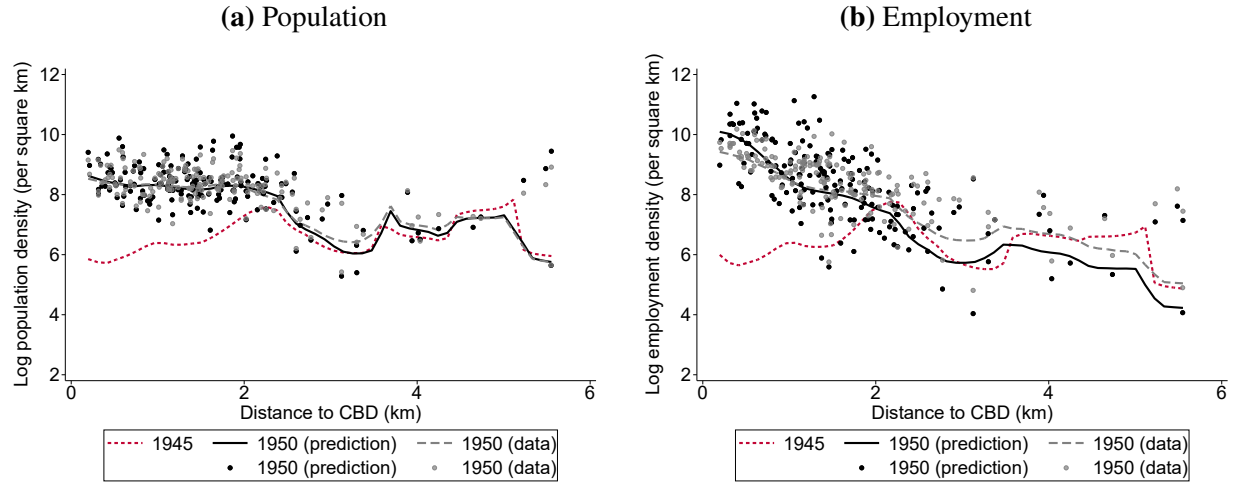 (a) Population
Log population density (per square km)
12
10
8
6
4
2
0
2
4
6
Distance to CBD (km)
1945
1950 (prediction)
1950 (data)
1950 (prediction)
1950 (data)
(b) Employment
Log employment density (per square km)
12
10
8
6
4
2
0
2
4
6
Distance to CBD (km)
1945
1950 (prediction)
1950 (data)
1950 (prediction)
1950 (data)